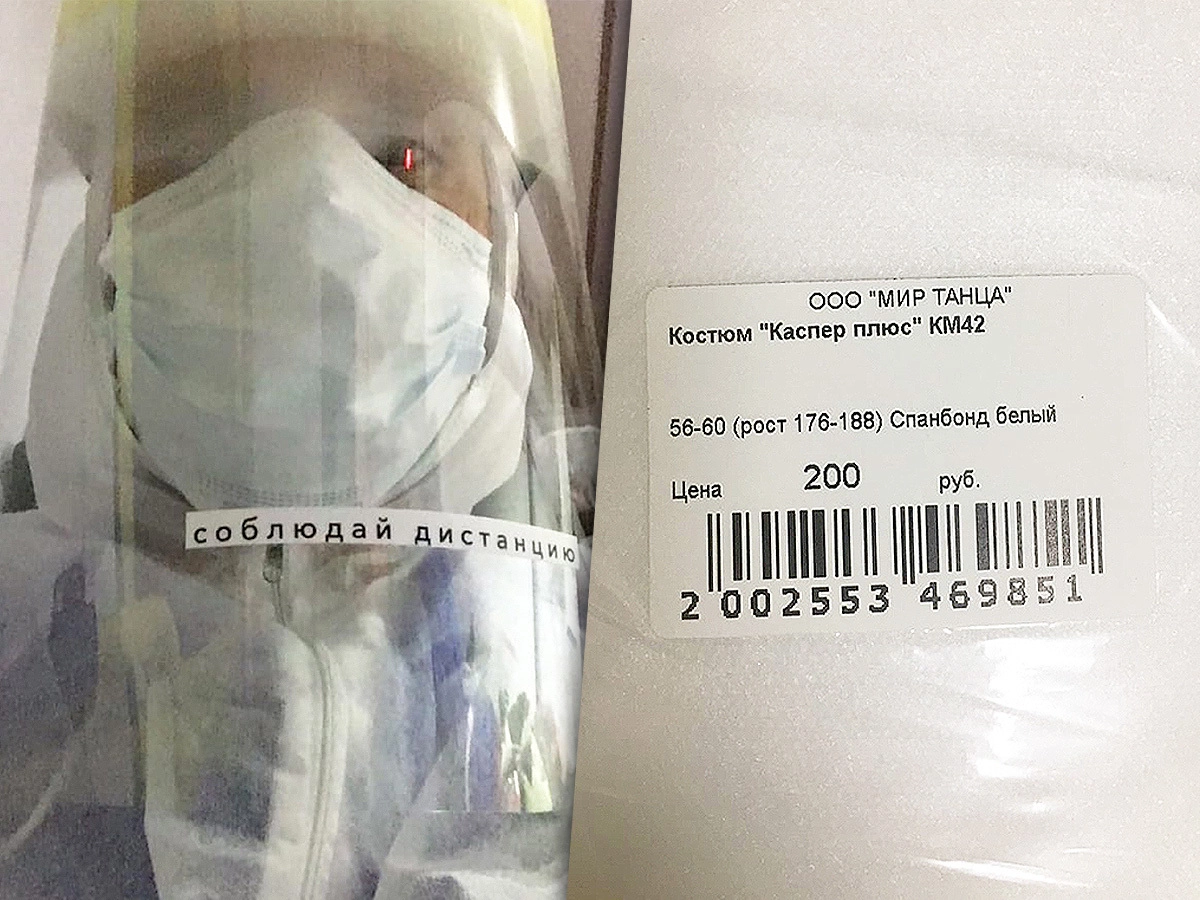 соблюдай дистанцию
ООО "МИР ТАНЦА"
Костюм "Каспер плюс" КМ42
56-60 (рост 176-188) Спанбонд белый
Цена 200 руб.
2 002553 469851